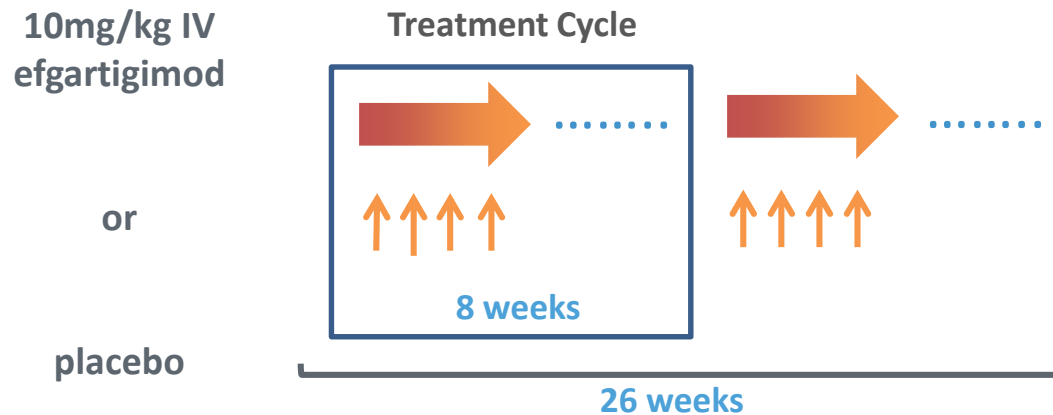 10mg/kg IV
efgartigimod
Treatment Cycle
or
8 weeks
placebo
26 weeks